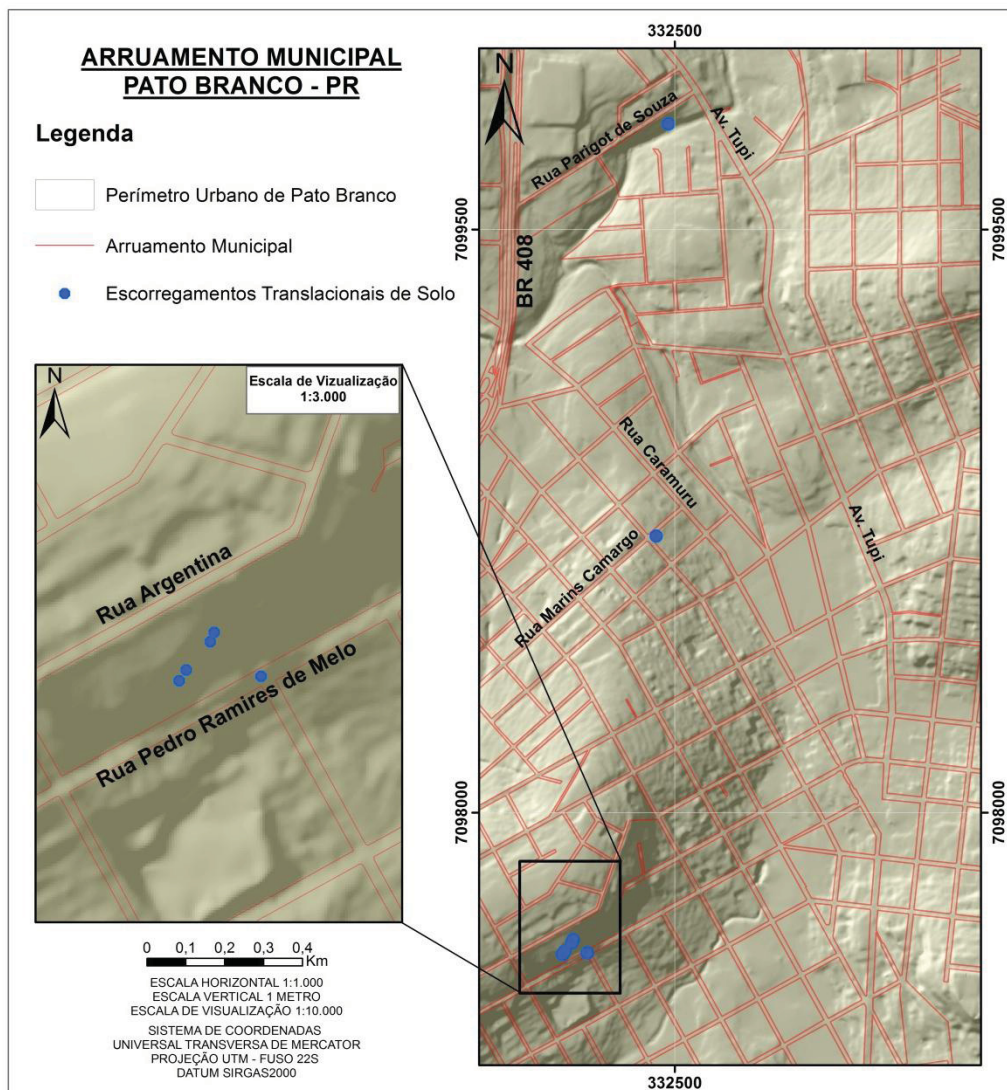 ARRUAMENTO MUNICIPAL
PATO BRANCO - PR
Legenda
Perímetro Urbano de Pato Branco
Arruamento Municipal
Escorregamentos Translacionais de Solo
N
Escala de Vizualização
1:3.000
Rua Argentina
Rua Pedro Ramires de Melo
0 0,1 0,2 0,3 0,4
Km
ESCALA HORIZONTAL 1:1.000
ESCALA VERTICAL 1 METRO
ESCALA DE VISUALIZAÇÃO 1:10.000
SISTEMA DE COORDENADAS
UNIVERSAL TRANSVERSA DE MERCATOR
PROJEÇÃO UTM - FUSO 22S
DATUM SIRGAS2000
332500
N
Rua Parigot de Souza
Av. Tupi
7099500
7099500
BR 408
Rua Caramuru
Av. Tupi
Rua Marins Camargo
7098000
7098000
332500